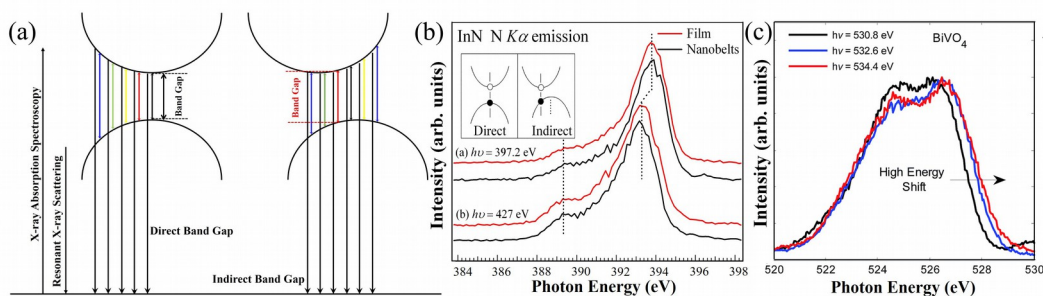 (a)
X-ray Absorption Spectroscopy
Resonant X-ray Scattering
Band Gap
Direct Band Gap
Band Gap
Indirect Band Gap
(b)
InN N Kα emission
Film
Nanobelts
Direct
Indirect
(a) hυ = 397.2 eV
(b) hυ = 427 eV
Intensity (arb. units)
384 386 388 390 392 394 396 398
Photon Energy (eV)
(c)
hν = 530.8 eV
hν = 532.6 eV
hν = 534.4 eV
BiVO4
High Energy
Shift
Intensity (arb. units)
520 522 524 526 528 530
Photon Energy (eV)